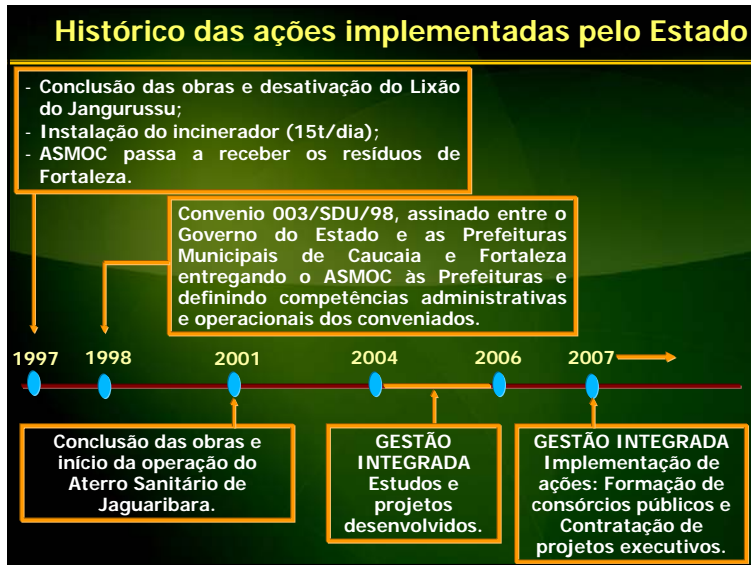 Histórico das ações implementadas pelo Estado
- Conclusão das obras e desativação do Lixão
do Jangurussu;
- Instalação do incinerador (15t/dia);
- ASMOC passa a receber os resíduos de
Fortaleza.
Convenio 003/SDU/98, assinado entre o
Governo do Estado e as Prefeituras
Municipais de Caucaia e Fortaleza
entregando o ASMOC às Prefeituras e
definindo competências administrativas
e operacionais dos conveniados.
1997 1998 2001 2004 2006 2007
Conclusão das obras e
início da operação do
Aterro Sanitário de
Jaguaribara.
GESTÃO
INTEGRADA
Estudos e
projetos
desenvolvidos.
GESTÃO INTEGRADA
Implementação de
ações: Formação de
consórcios públicos e
Contratação de
projetos executivos.